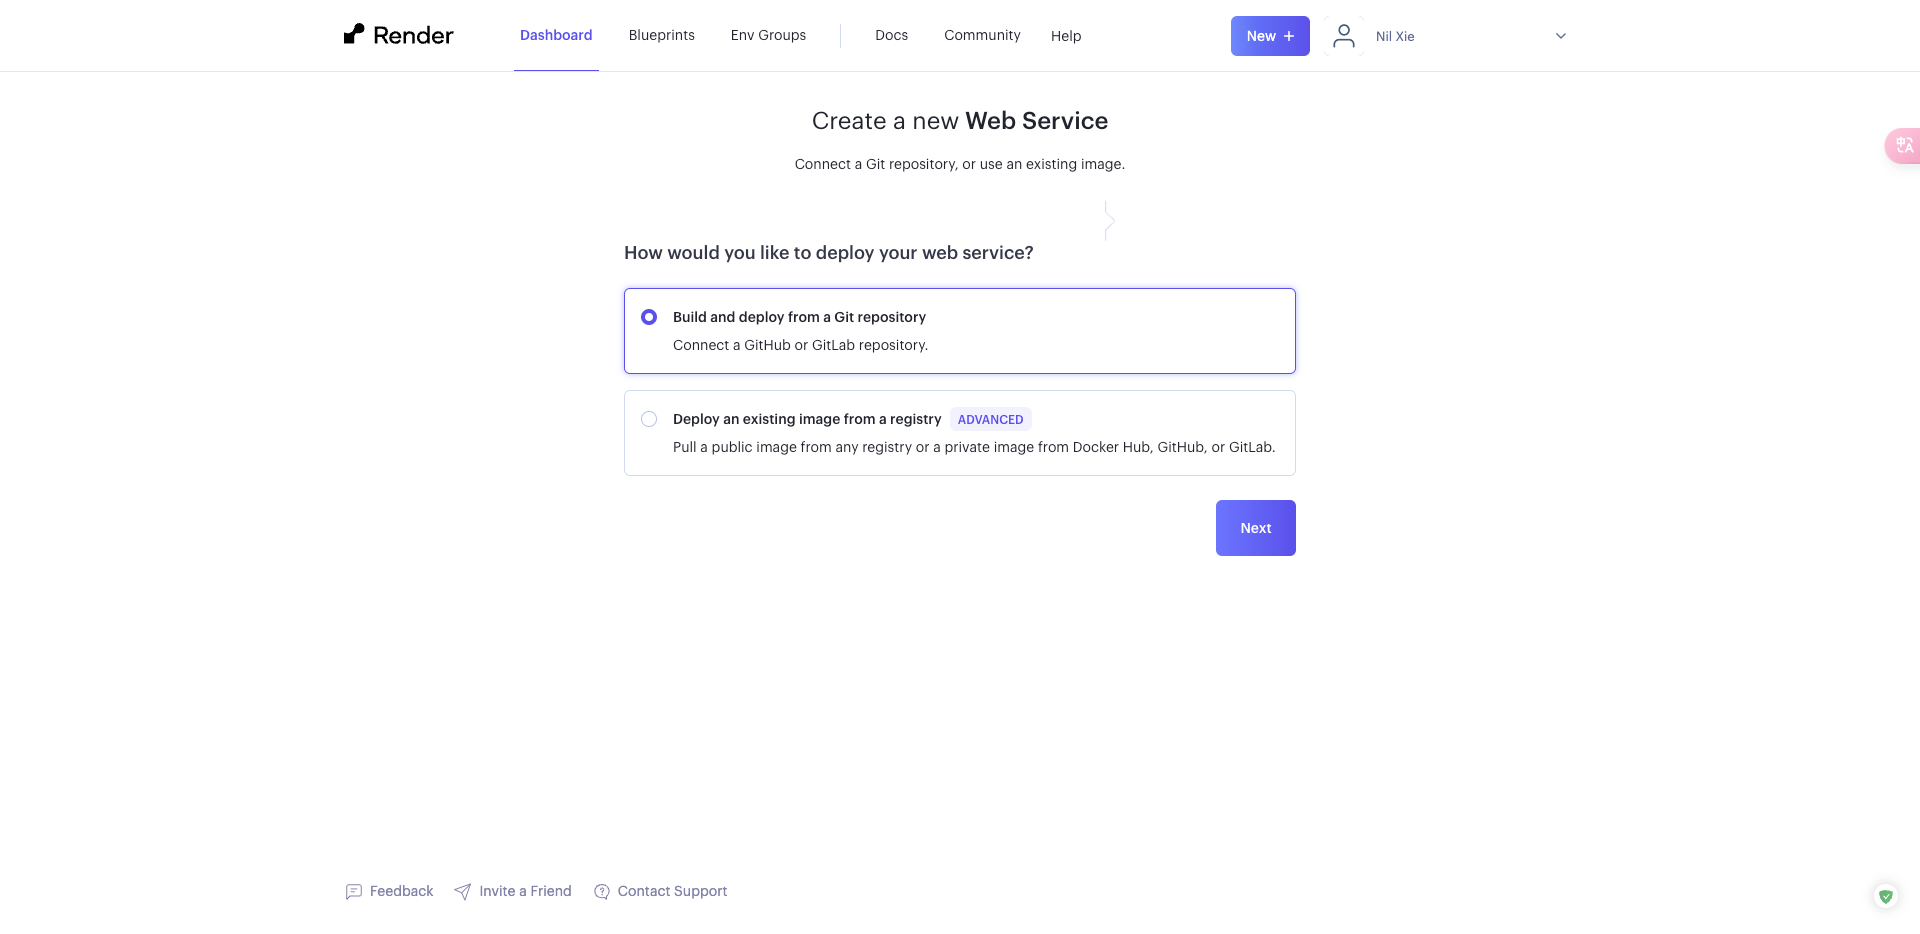 Render
Dashboard
Blueprints
Env Groups
Docs
Community
Help
New +
Nil Xie
Create a new Web Service
Connect a Git repository, or use an existing image.
How would you like to deploy your web service?
Build and deploy from a Git repository
Connect a GitHub or GitLab repository.
Deploy an existing image from a registry ADVANCED
Pull a public image from any registry or a private image from Docker Hub, GitHub, or GitLab.
Next
Feedback
Invite a Friend
Contact Support